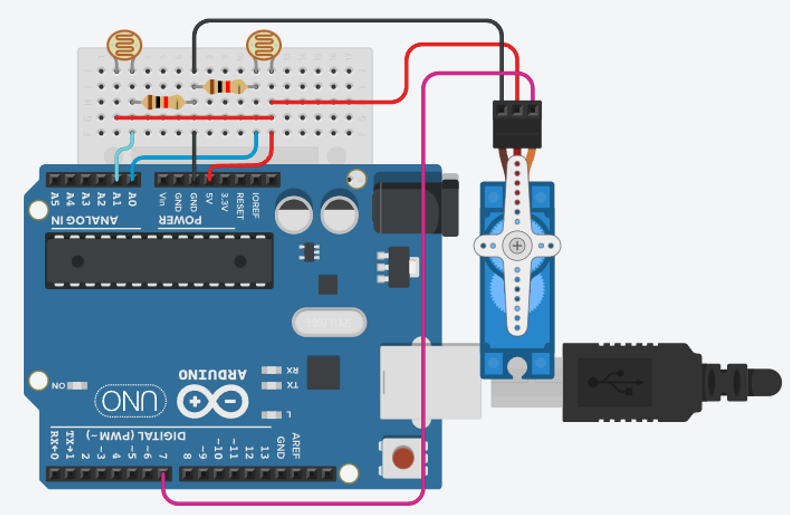 A5
A4
A3
A2
A1
A0
Vin
GND
GND
5V
3.3V
RESET
IOREF
ANALOG IN
POWER
RX
TX
L
ARDUINO
UNO
ON
DIGITAL (PWM ~)
RX←0
TX→1
2
~3
4
~5
~6
7
8
~9
~10
~11
12
13
GND
AREF